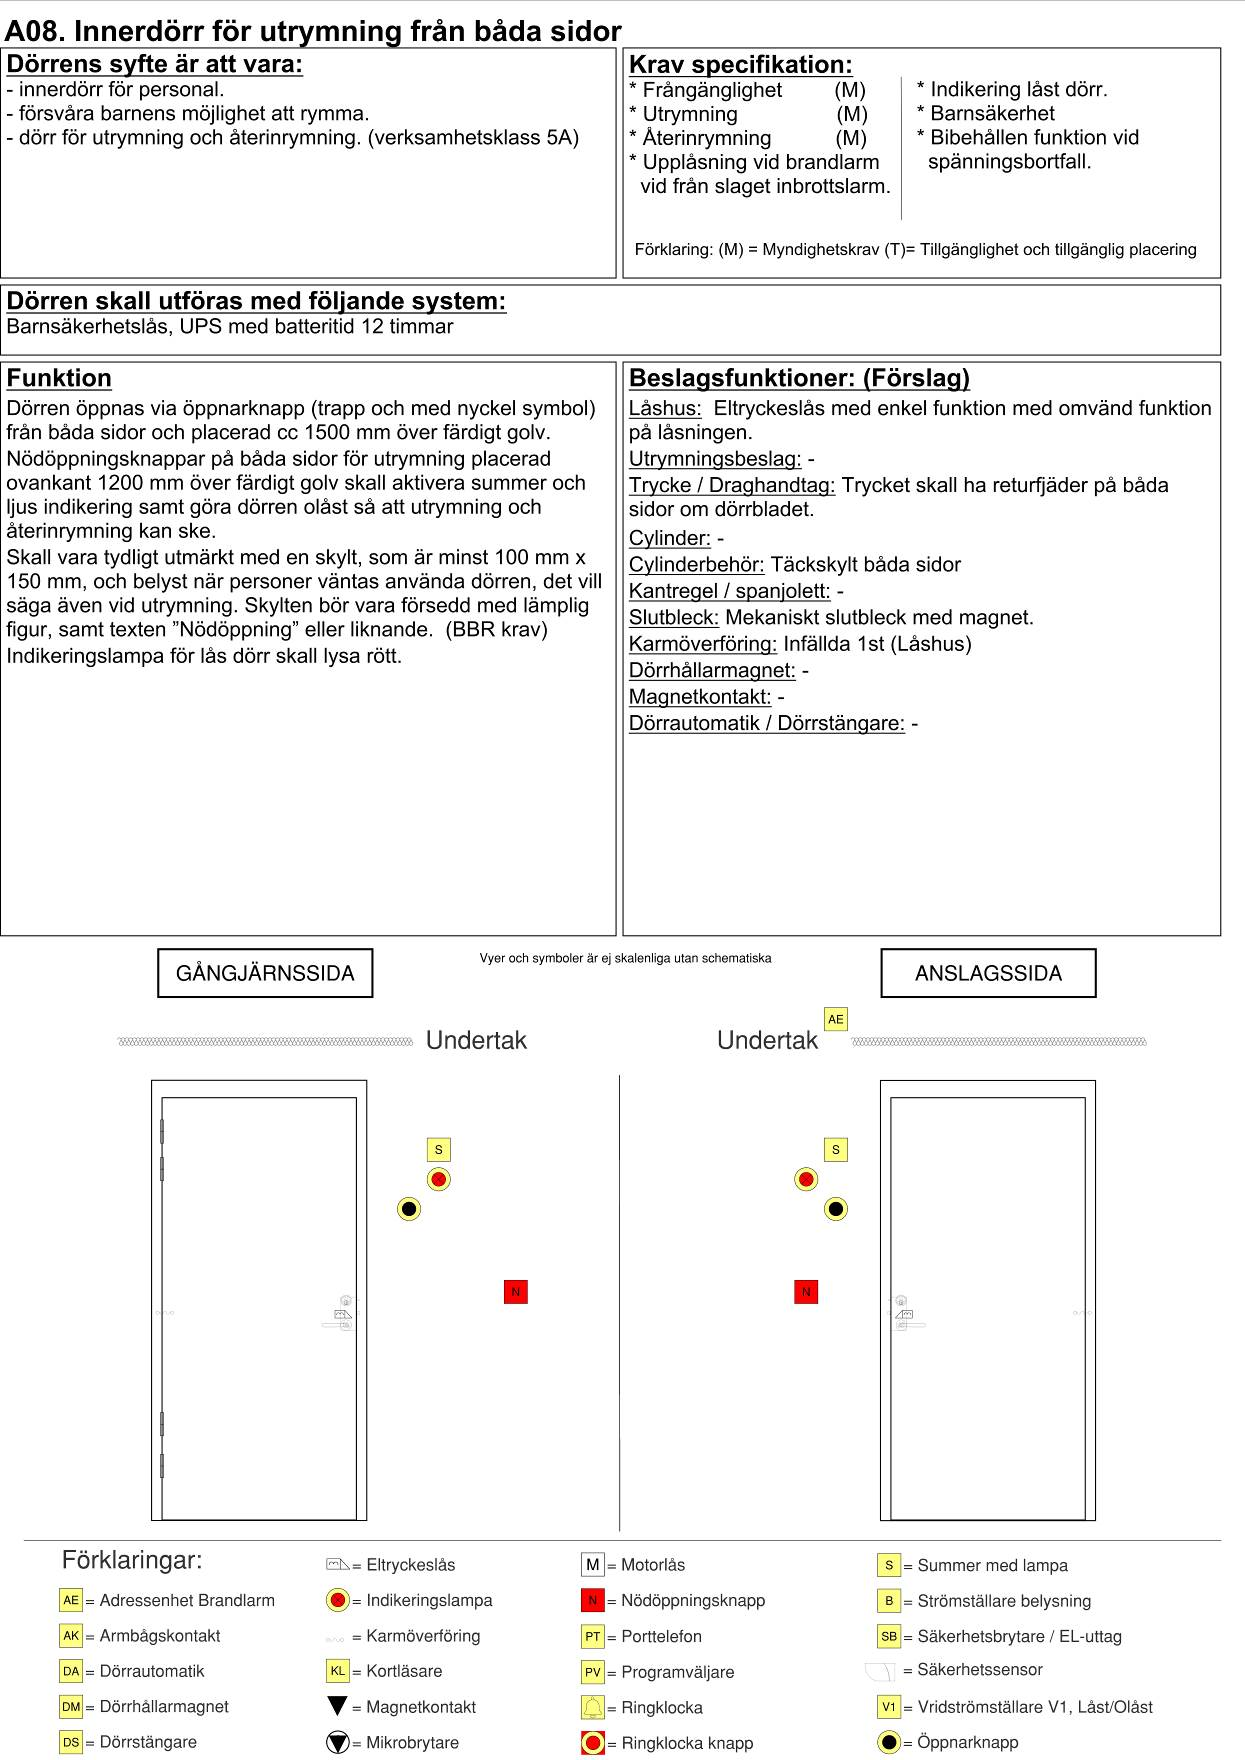 A08. Innerdörr för utrymning från båda sidor
Dörrens syfte är att vara:
- innerdörr för personal.
- försvåra barnens möjlighet att rymma.
- dörr för utrymning och återinrymning. (verksamhetsklass 5A)
Krav specifikation:
* Frångänglighet (M)
* Utrymning (M)
* Återinrymning (M)
* Upplåsning vid brandlarm
vid från slaget inbrottslarm.
* Indikering låst dörr.
* Barnsäkerhet
* Bibehållen funktion vid
spänningsbortfall.
Förklaring: (M) = Myndighetskrav (T)= Tillgänglighet och tillgänglig placering
Dörren skall utföras med följande system:
Barnsäkerhetslås, UPS med batteritid 12 timmar
Funktion
Dörren öppnas via öppnarknapp (trapp och med nyckel symbol)
från båda sidor och placerad cc 1500 mm över färdigt golv.
Nödöppningsknappar på båda sidor för utrymning placerad
ovankant 1200 mm över färdigt golv skall aktivera summer och
ljus indikering samt göra dörren olåst så att utrymning och
återinrymning kan ske.
Skall vara tydligt utmärkt med en skylt, som är minst 100 mm x
150 mm, och belyst när personer väntas använda dörren, det vill
säga även vid utrymning. Skylten bör vara försedd med lämplig
figur, samt texten ”Nödöppning” eller liknande. (BBR krav)
Indikeringslampa för lås dörr skall lysa rött.
Beslagsfunktioner: (Förslag)
Låshus: Eltryckeslås med enkel funktion med omvänd funktion
på låsningen.
Utrymningsbeslag: -
Trycke / Draghandtag: Trycket skall ha returfjäder på båda
sidor om dörrbladet.
Cylinder: -
Cylinderbehör: Täckskylt båda sidor
Kantregel / spanjolett: -
Slutbleck: Mekaniskt slutbleck med magnet.
Karmöverföring: Infällda 1st (Låshus)
Dörrhållarmagnet: -
Magnetkontakt: -
Dörrautomatik / Dörrstängare: -
GÅNGJÄRNSSIDA
Vyer och symboler är ej skalenliga utan schematiska
ANSLAGSSIDA
AE
Undertak
Undertak
S
S
N
N
Förklaringar:
AE = Adressenhet Brandlarm
AK = Armbågskontakt
DA = Dörrautomatik
DM = Dörrhållarmagnet
DS = Dörrstängare
= Eltryckeslås
= Indikeringslampa
= Karmöverföring
KL = Kortläsare
= Magnetkontakt
= Mikrobrytare
M = Motorlås
N = Nödöppningsknapp
PT = Porttelefon
PV = Programväljare
= Ringklocka
= Ringklocka knapp
S = Summer med lampa
B = Strömställare belysning
SB = Säkerhetsbrytare / EL-uttag
= Säkerhetssensor
V1 = Vridströmställare V1, Låst/Olåst
= Öppnarknapp